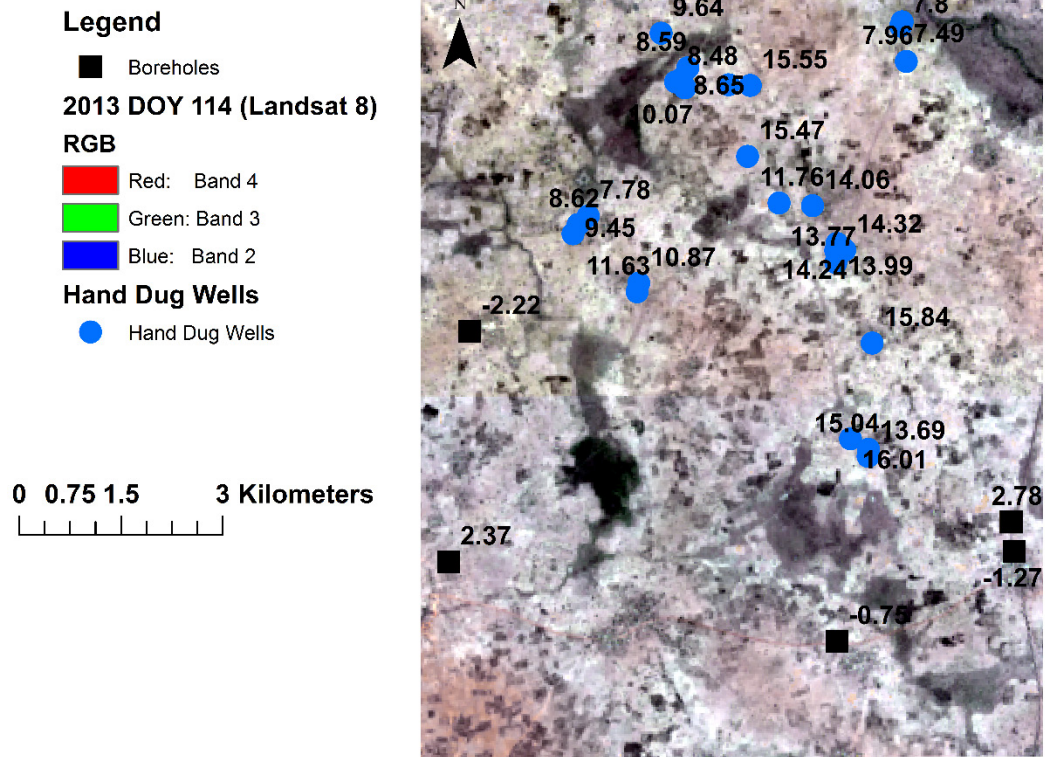 Legend
Boreholes
2013 DOY 114 (Landsat 8)
RGB
Red: Band 4
Green: Band 3
Blue: Band 2
Hand Dug Wells
Hand Dug Wells
0 0.75 1.5 3 Kilometers
N
9.64
7.8
8.59
7.96
7.49
8.48
15.55
8.65
10.07
15.47
11.76
14.06
7.78
8.62
9.45
14.32
13.77
10.87
11.63
14.24
13.99
-2.22
15.84
15.04
13.69
16.01
2.78
2.37
-1.27
-0.75